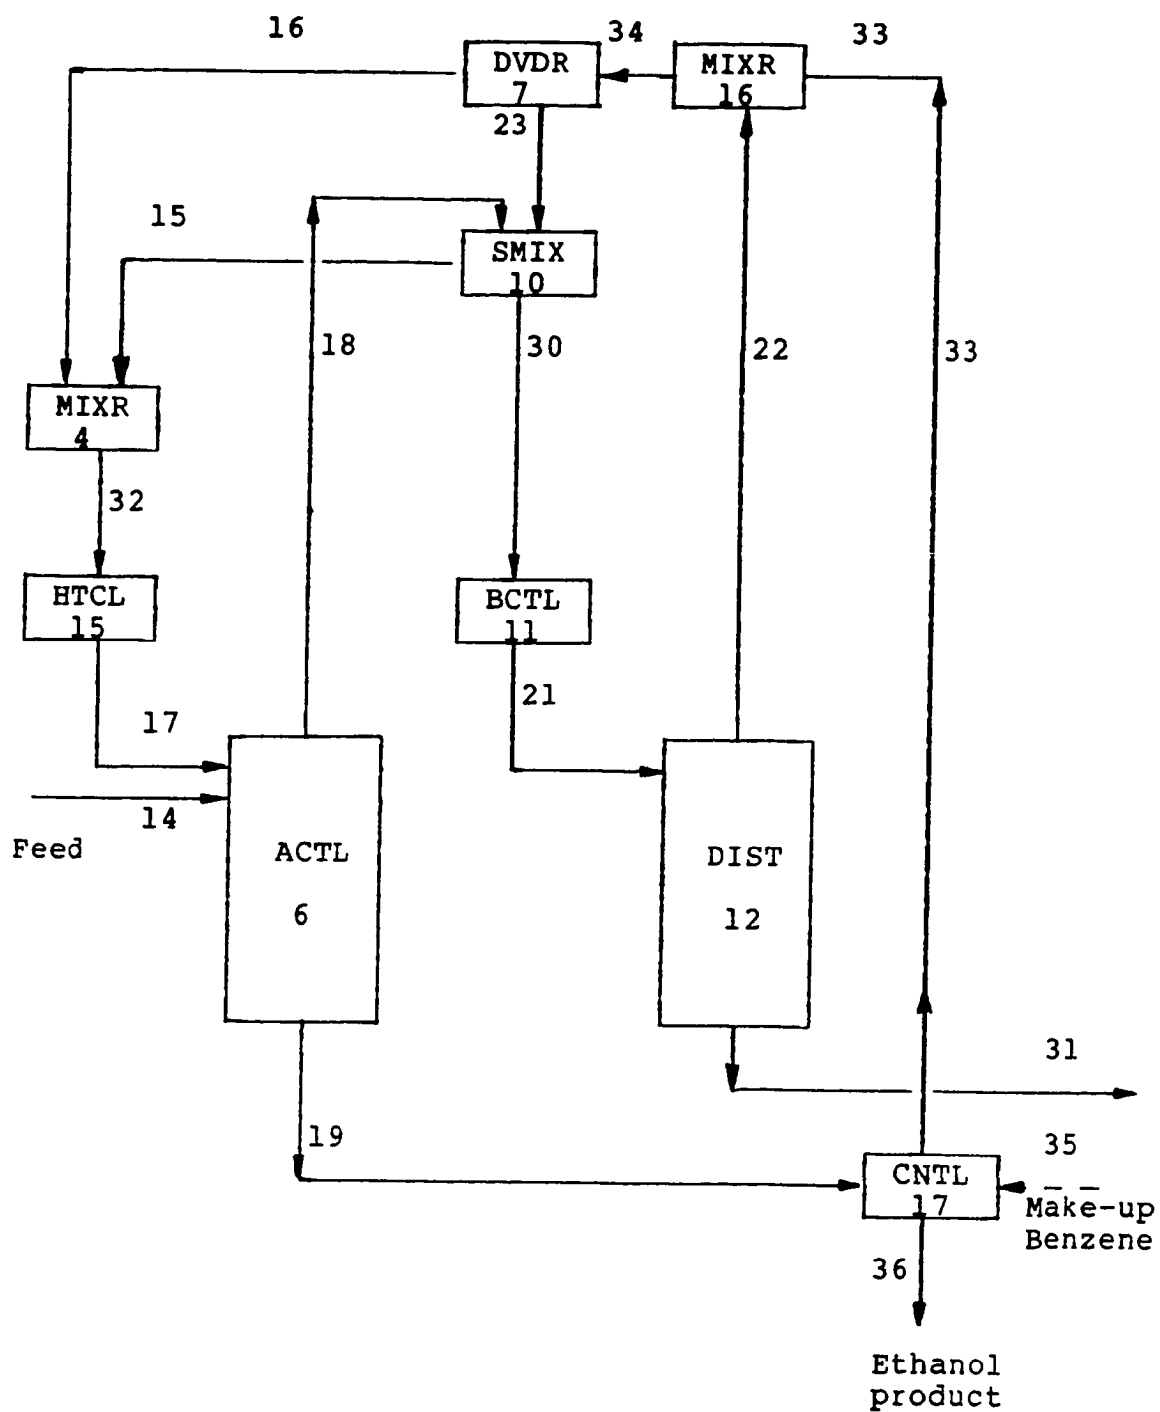 16
34
33
DVDR
7
MIXR
16
23
15
SMIX
10
18
30
22
33
MIXR
4
32
HTCL
15
BCTL
11
21
17
14
Feed
ACTL
6
DIST
12
31
19
35
CNTL
17
Make-up
Benzene
36
Ethanol
product